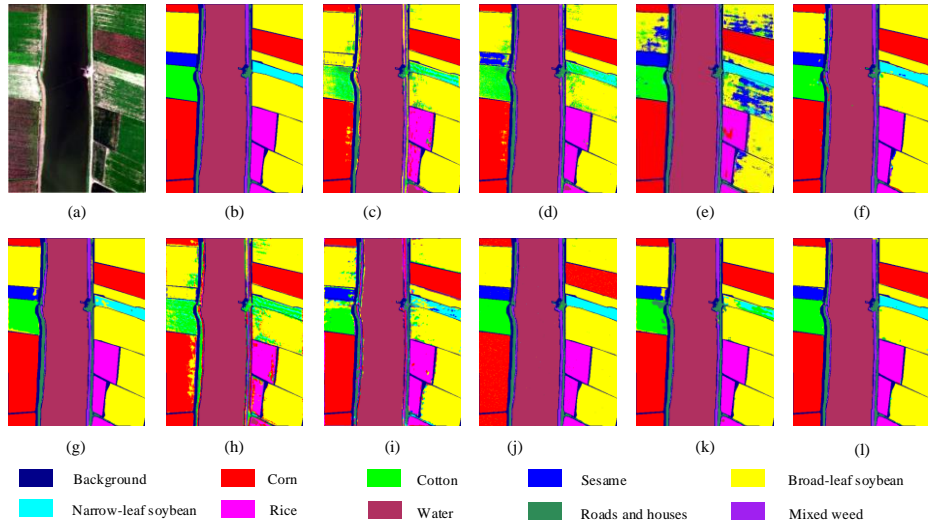 (a) (b) (c) (d) (e) (f)
(g) (h) (i) (j) (k) (l)
Background Corn Cotton Sesame Broad-leaf soybean
Narrow-leaf soybean Rice Water Roads and houses Mixed weed